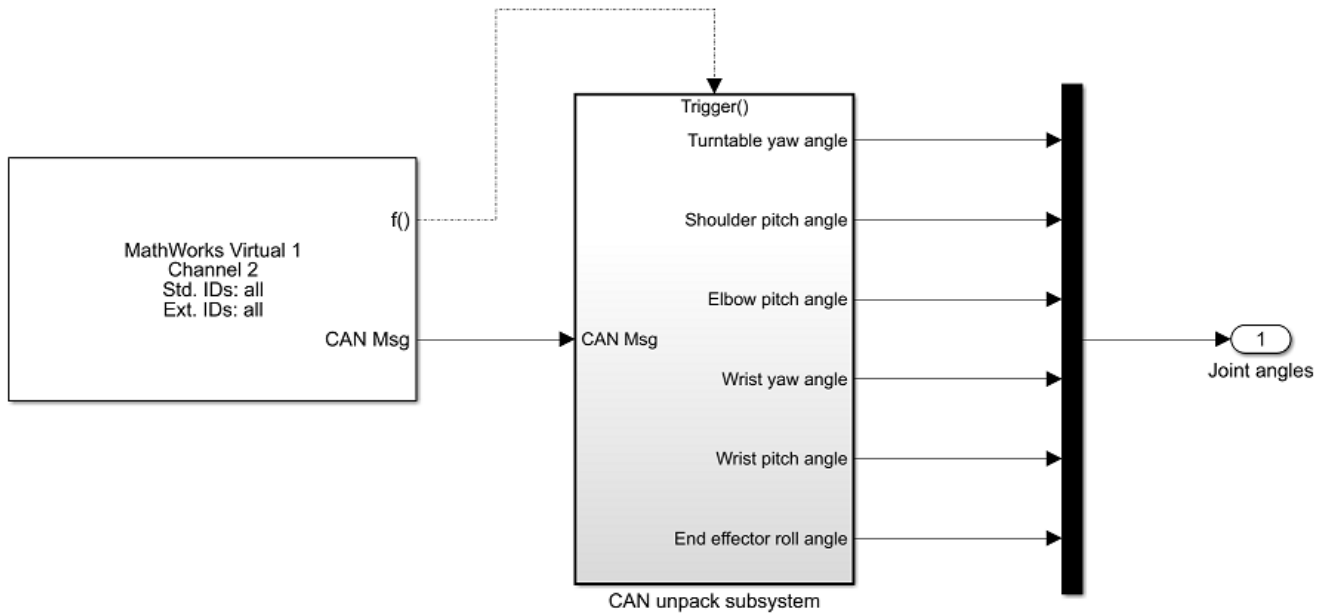 f()
MathWorks Virtual 1
Channel 2
Std. IDs: all
Ext. IDs: all
CAN Msg
Trigger()
Turntable yaw angle
Shoulder pitch angle
Elbow pitch angle
CAN Msg
Wrist yaw angle
Wrist pitch angle
End effector roll angle
CAN unpack subsystem
1
Joint angles